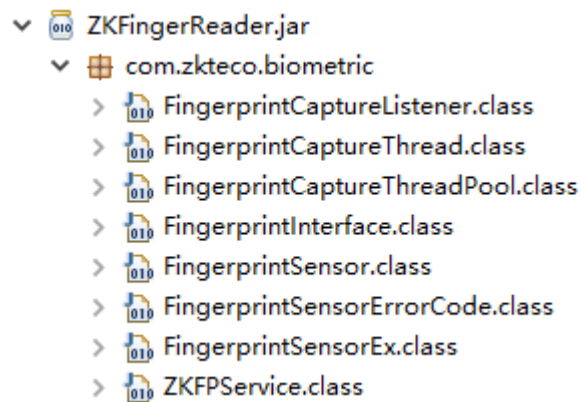 ZKFingerReader.jar
com.zkteco.biometric
FingerprintCaptureListener.class
FingerprintCaptureThread.class
FingerprintCaptureThreadPool.class
FingerprintInterface.class
FingerprintSensor.class
FingerprintSensorErrorCode.class
FingerprintSensorEx.class
ZKFPService.class